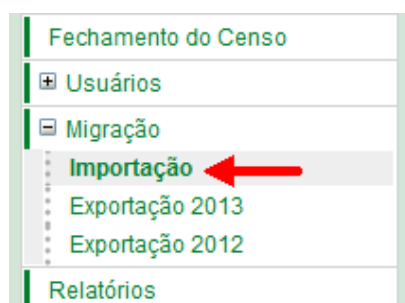 Fechamento do Censo
Usuários
Migração
Importação
Exportação 2013
Exportação 2012
Relatórios